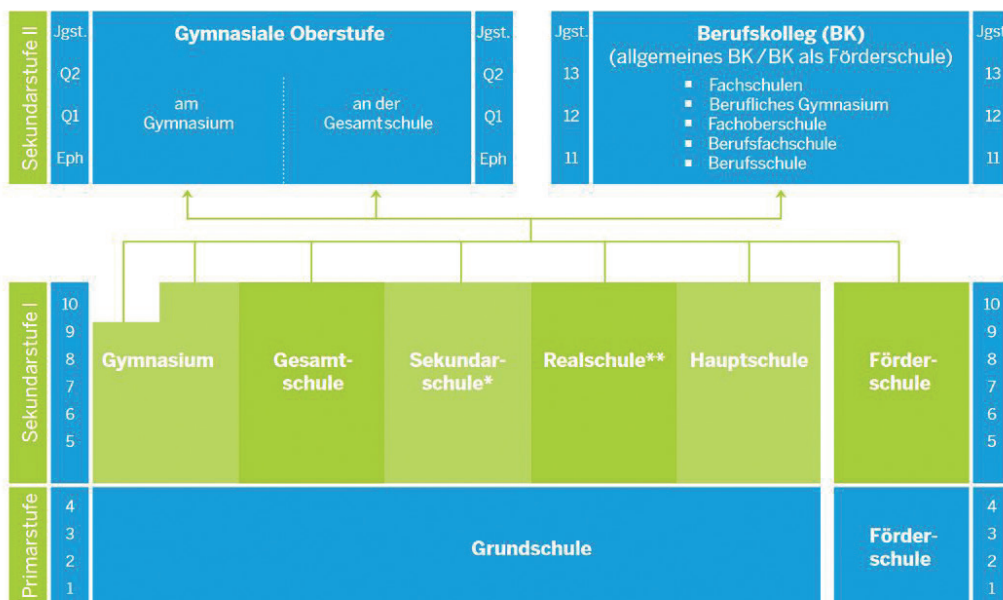 Sekundarstufe II
Jgst.
Q2
Q1
Eph
Gymnasiale Oberstufe
am
Gymnasium
an der
Gesamtschule
Jgst.
Q2
Q1
Eph
Jgst.
13
12
11
Berufskolleg (BK)
(allgemeines BK/BK als Förderschule)
▪ Fachschulen
▪ Berufliches Gymnasium
▪ Fachoberschule
▪ Berufsfachschule
▪ Berufsschule
Jgst.
13
12
11
Sekundarstufe I
10
9
8
7
6
5
Gymnasium
Gesamt-
schule
Sekundar-
schule*
Realschule**
Hauptschule
Förder-
schule
10
9
8
7
6
5
Primarstufe
4
3
2
1
Grundschule
Förder-
schule
4
3
2
1